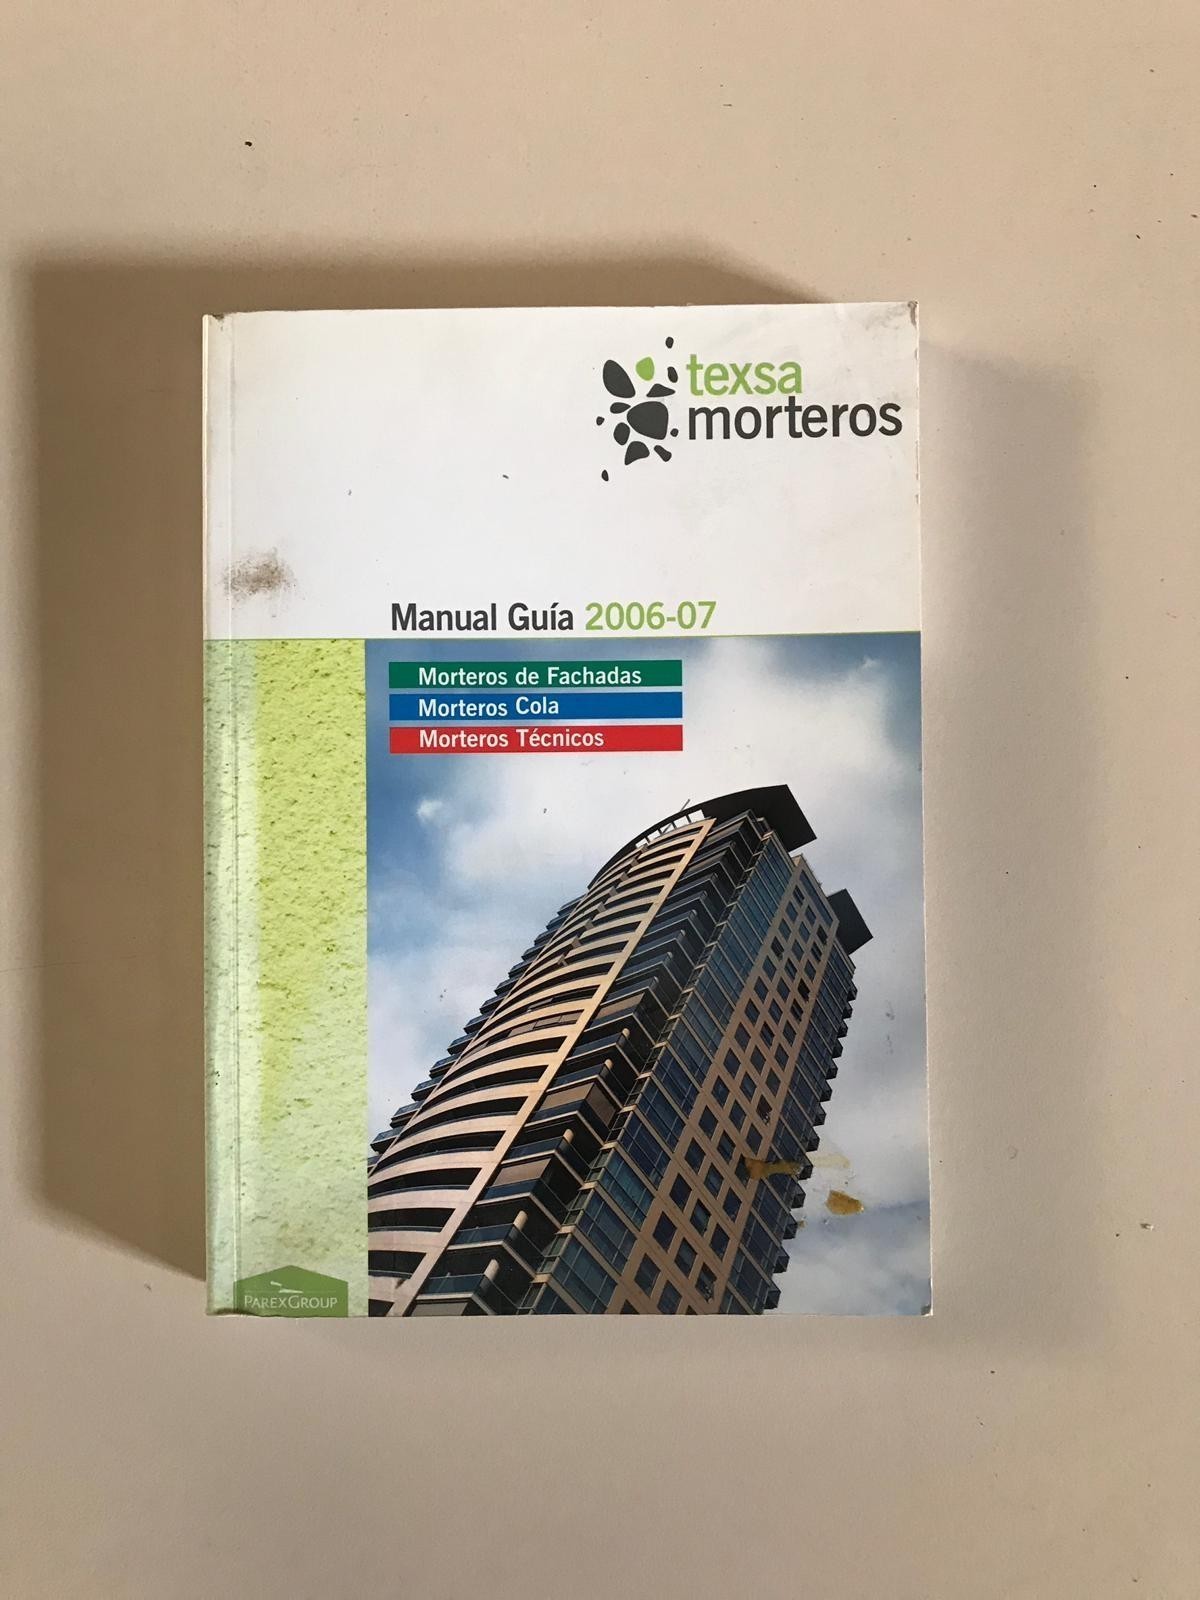 texsa
morteros
Manual Guía 2006-07
Morteros de Fachadas
Morteros Cola
Morteros Técnicos
PAREXGROUP